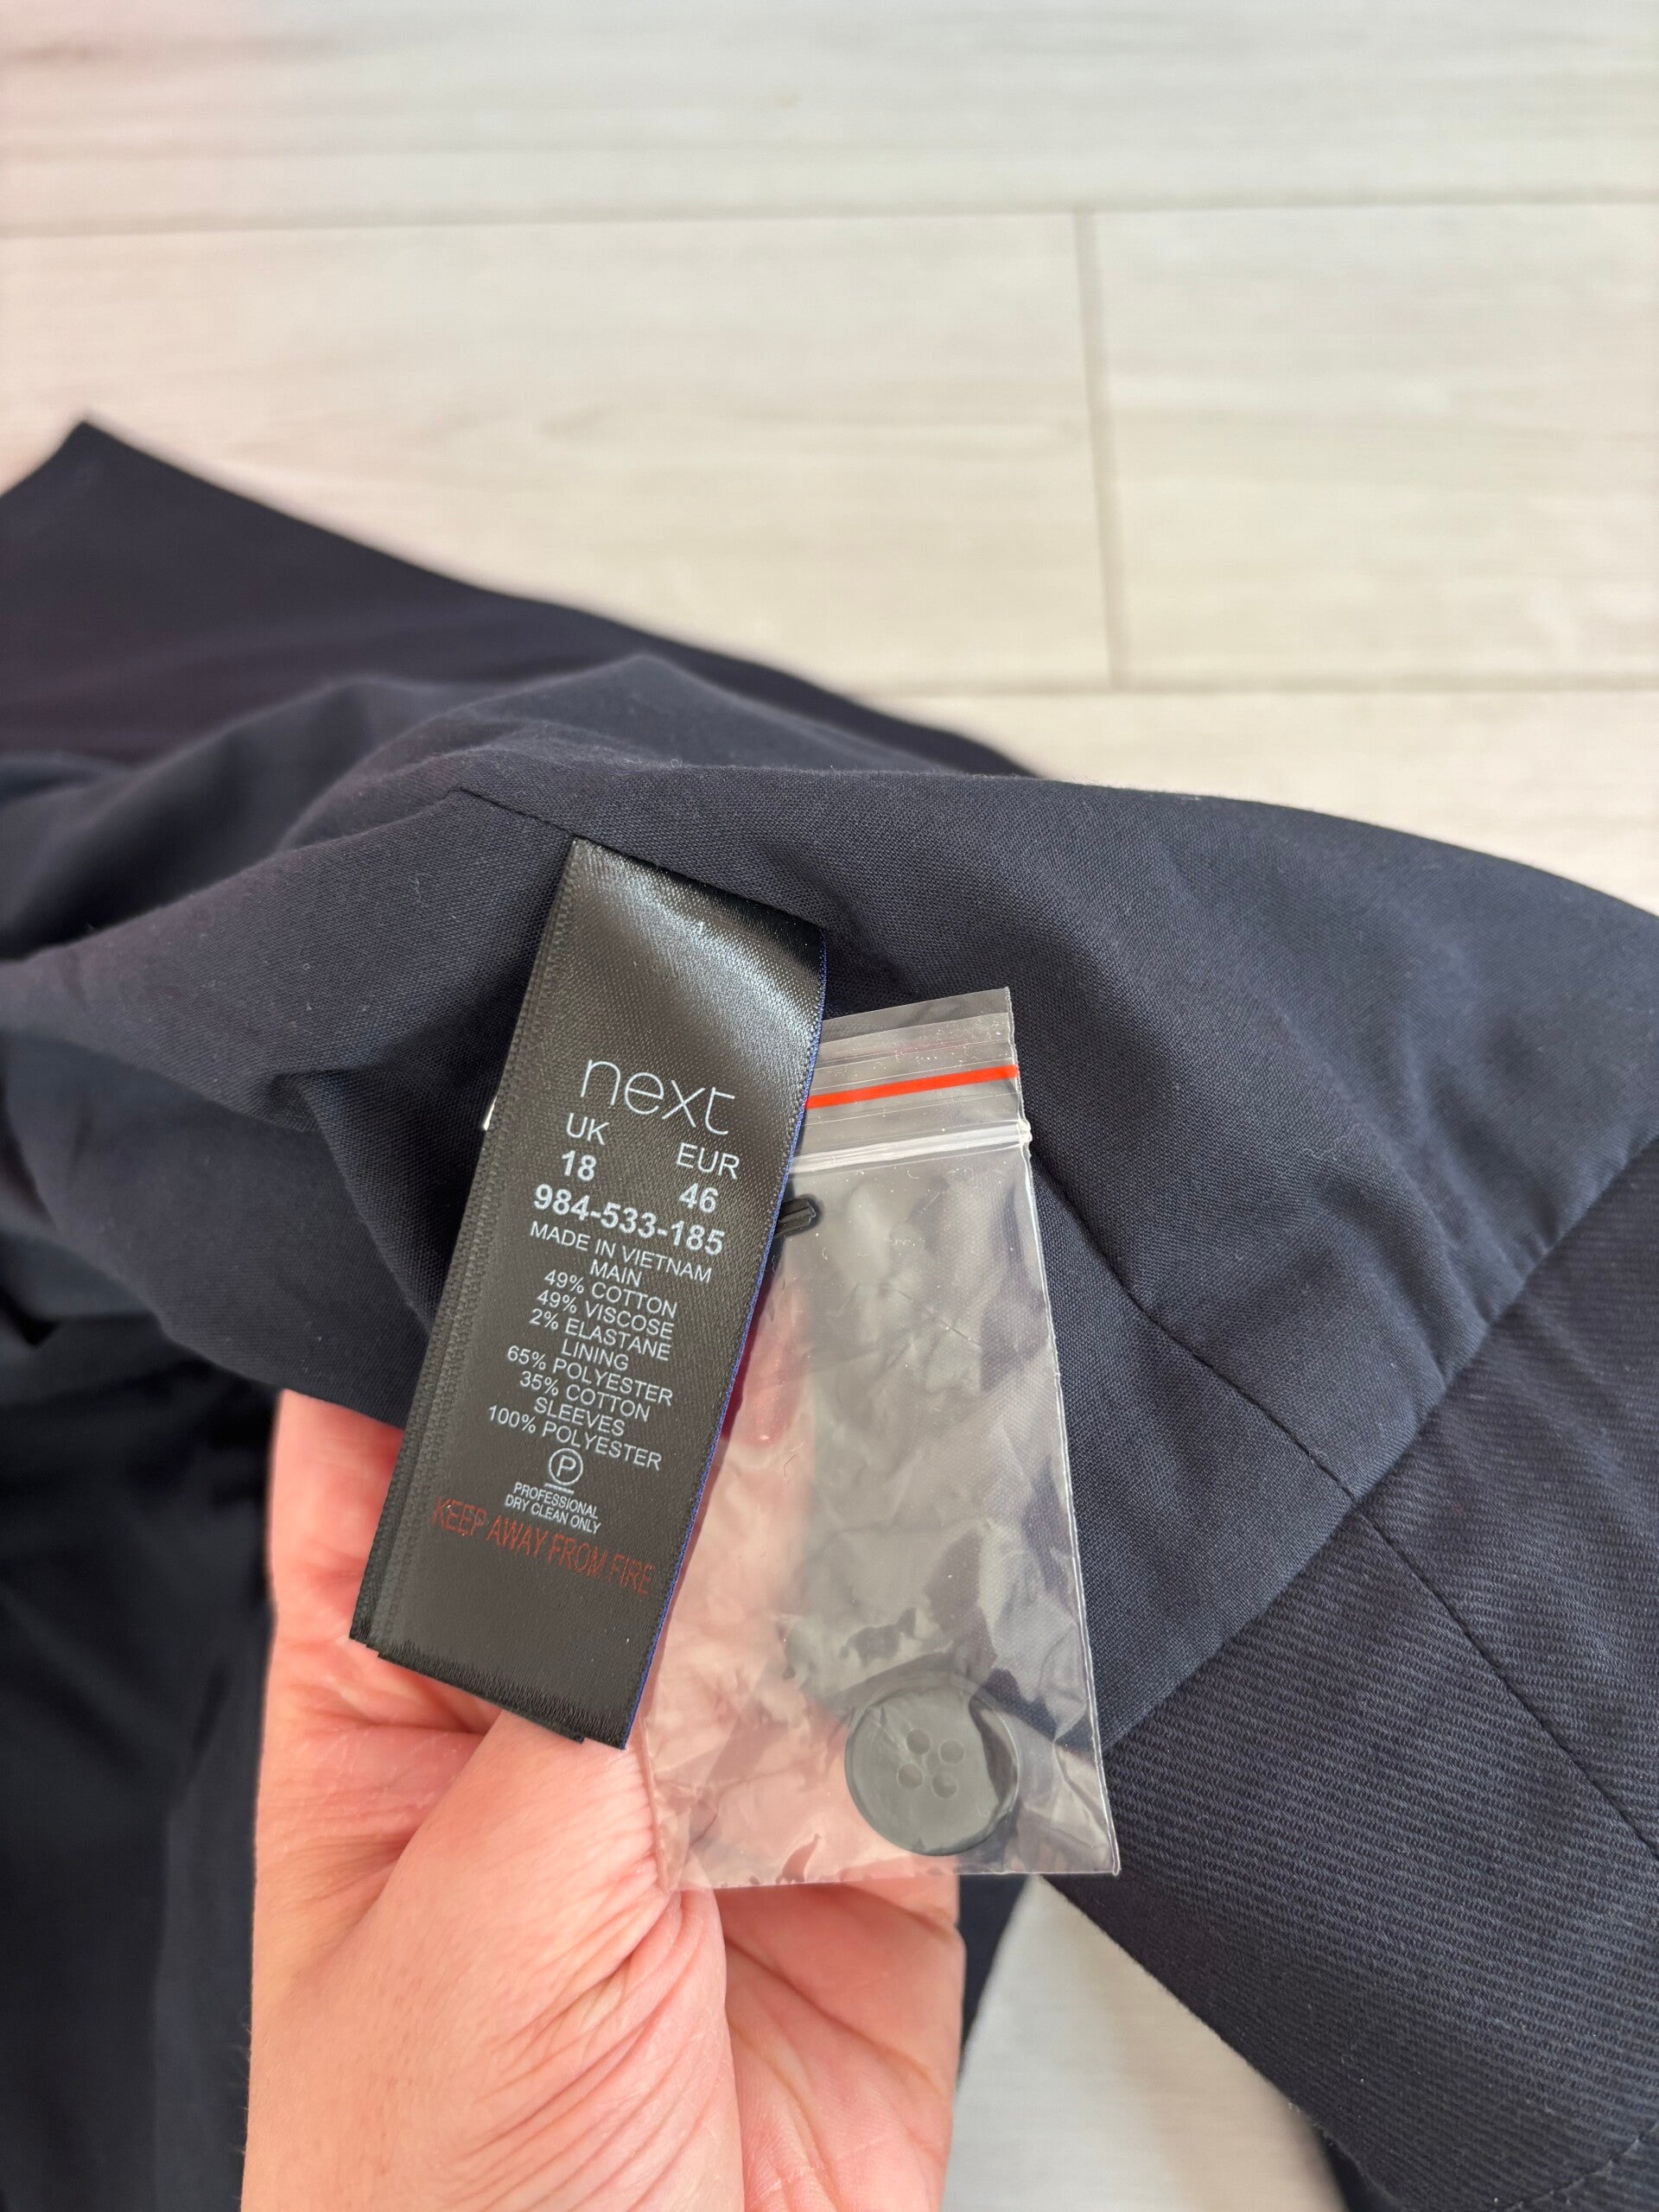 next
UK EUR
18 46
984-533-185
MADE IN VIETNAM
MAIN
49% COTTON
49% VISCOSE
2% ELASTANE
LINING
65% POLYESTER
35% COTTON
SLEEVES
100% POLYESTER
P
PROFESSIONAL
DRY CLEAN ONLY
KEEP AWAY FROM FIRE